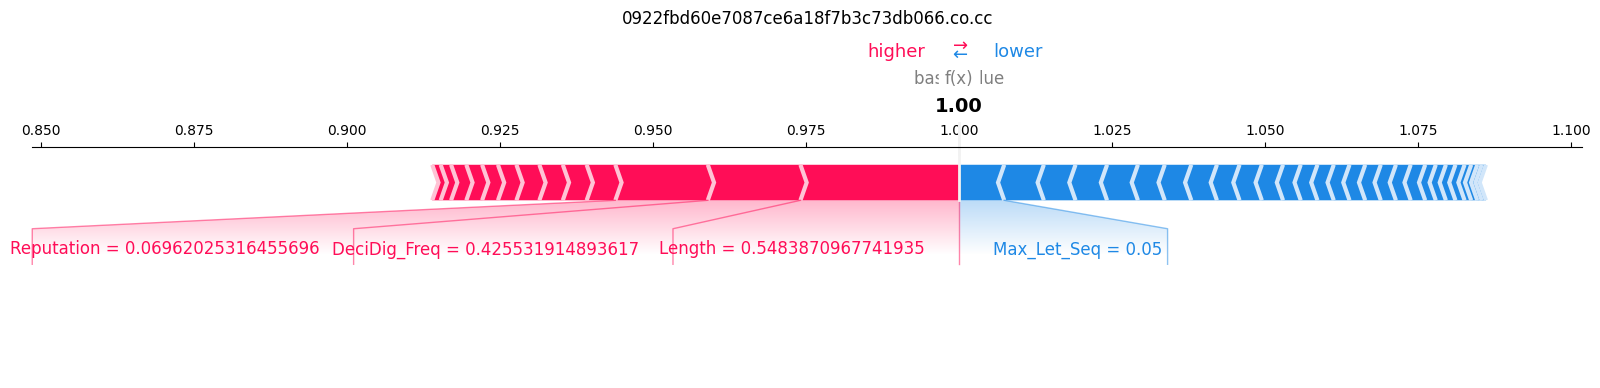 0922fbd60e7087ce6a18f7b3c73db066.co.cc
higher → ← lower
bas f(x) lue
1.00
0.850 0.875 0.900 0.925 0.950 0.975 1.000 1.025 1.050 1.075 1.100
Reputation = 0.06962025316455696 DeciDig_Freq = 0.425531914893617 Length = 0.5483870967741935 Max_Let_Seq = 0.05